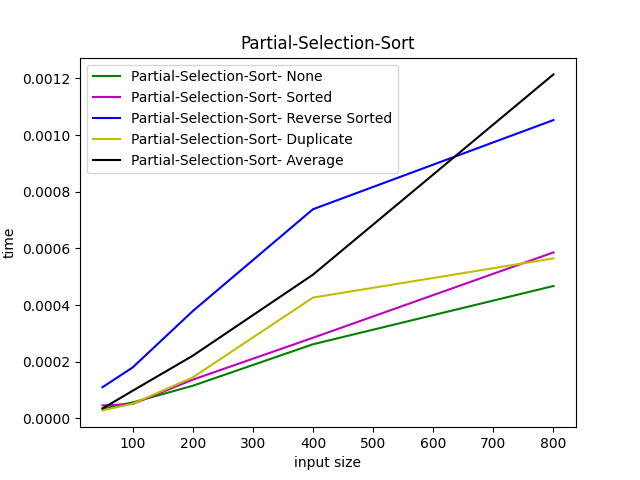 Partial-Selection-Sort
Partial-Selection-Sort- None
Partial-Selection-Sort- Sorted
Partial-Selection-Sort- Reverse Sorted
Partial-Selection-Sort- Duplicate
Partial-Selection-Sort- Average
time
0.0012
0.0010
0.0008
0.0006
0.0004
0.0002
0.0000
100 200 300 400 500 600 700 800
input size